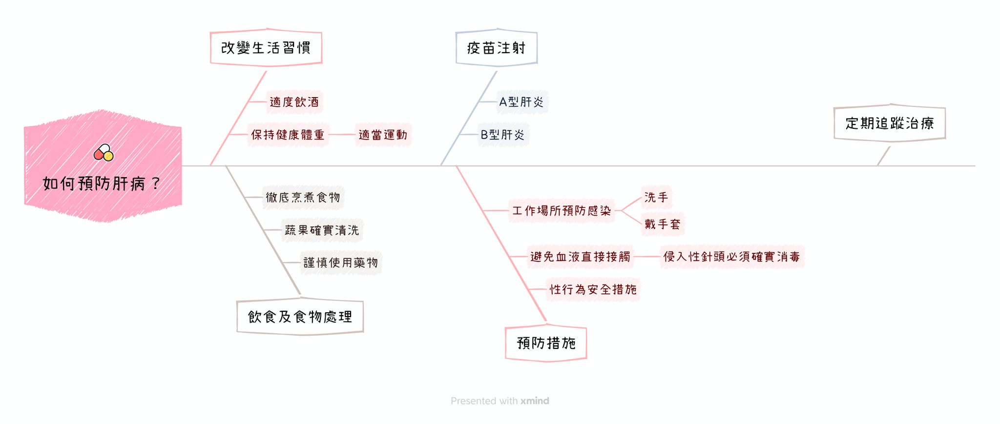 如何預防肝病？
改變生活習慣
適度飲酒
保持健康體重
適當運動
飲食及食物處理
徹底烹煮食物
蔬果確實清洗
謹慎使用藥物
疫苗注射
A型肝炎
B型肝炎
預防措施
工作場所預防感染
洗手
戴手套
避免血液直接接觸
侵入性針頭必須確實消毒
性行為安全措施
定期追蹤治療
Presented with xmind